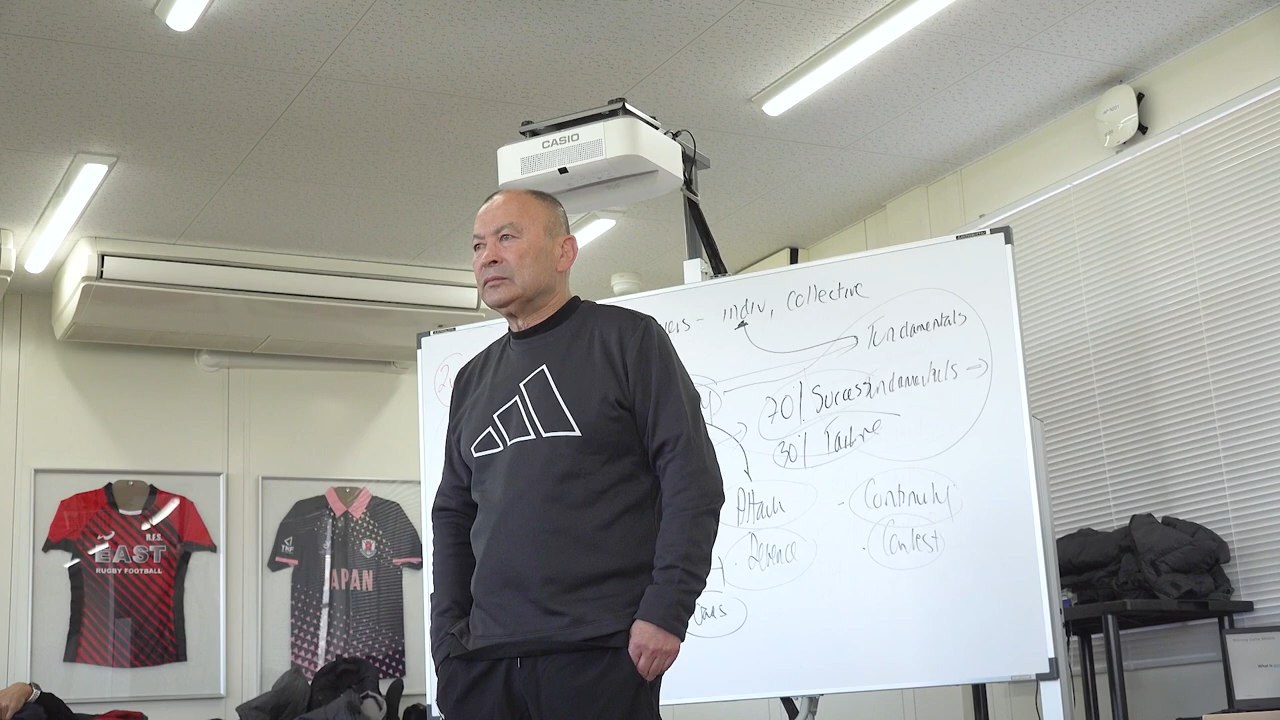 CASIO
indiv, collective
Fundamentals
70% Success
fundamentals →
30% Failure
Attack
- Continuity
· Defence
· Contest
R.F.S.
EAST
RUGBY FOOTBALL
JAPAN